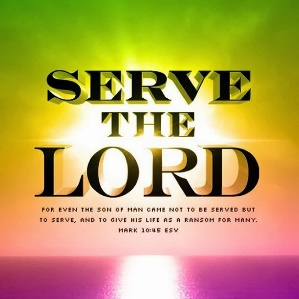 SERVE
THE
LORD
FOR EVEN THE SON OF MAN CAME NOT TO BE SERVED BUT
TO SERVE, AND TO GIVE HIS LIFE AS A RANSOM FOR MANY.
MARK 10:45 ESV